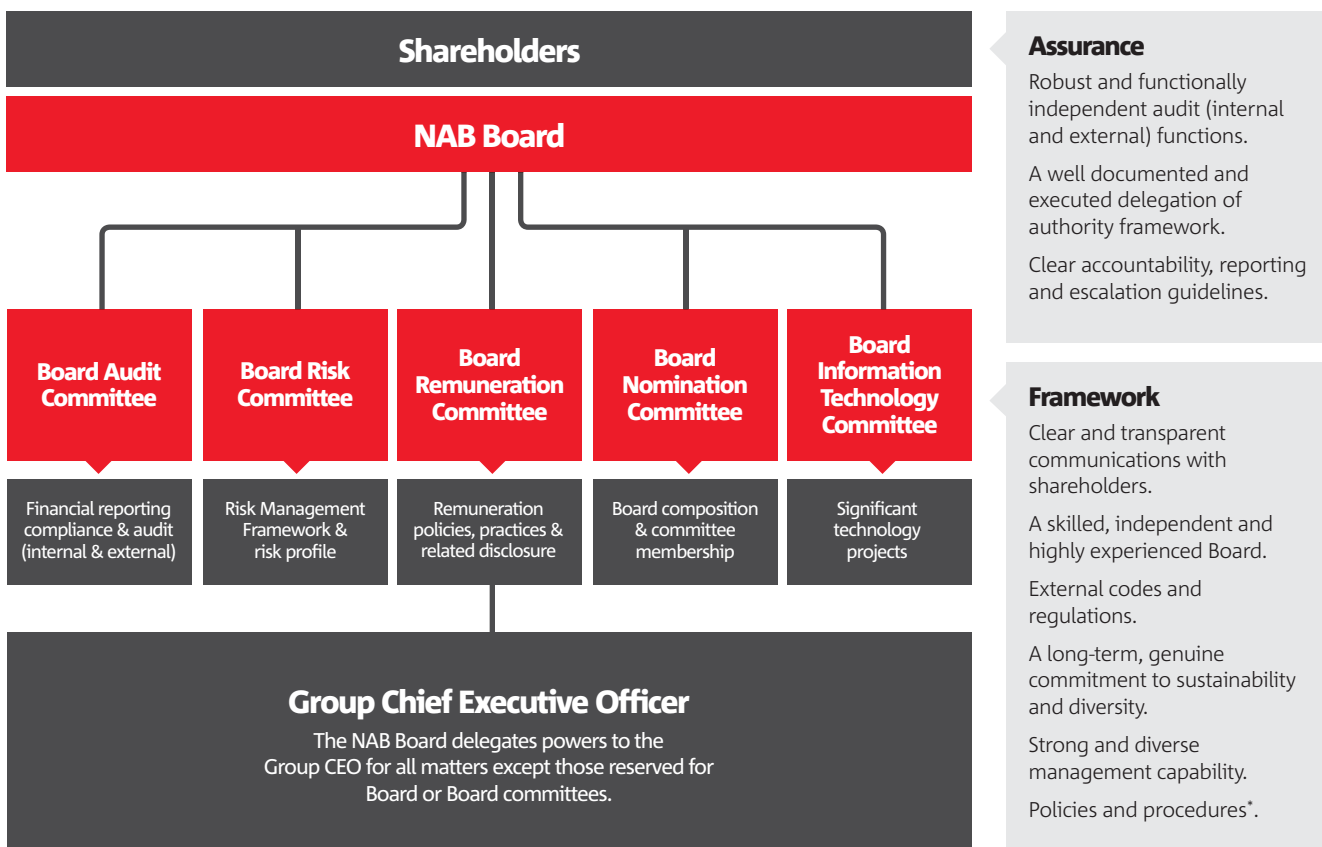 Shareholders
NAB Board
Board Audit
Committee
Board Risk
Committee
Board
Remuneration
Committee
Board
Nomination
Committee
Board
Information
Technology
Committee
Financial reporting
compliance & audit
(internal & external)
Risk Management
Framework &
risk profile
Remuneration
policies, practices &
related disclosure
Board composition
& committee
membership
Significant
technology
projects
Group Chief Executive Officer
The NAB Board delegates powers to the
Group CEO for all matters except those reserved for
Board or Board committees.
Assurance
Robust and functionally
independent audit (internal
and external) functions.
A well documented and
executed delegation of
authority framework.
Clear accountability, reporting
and escalation guidelines.
Framework
Clear and transparent
communications with
shareholders.
A skilled, independent and
highly experienced Board.
External codes and
regulations.
A long-term, genuine
commitment to sustainability
and diversity.
Strong and diverse
management capability.
Policies and procedures*.